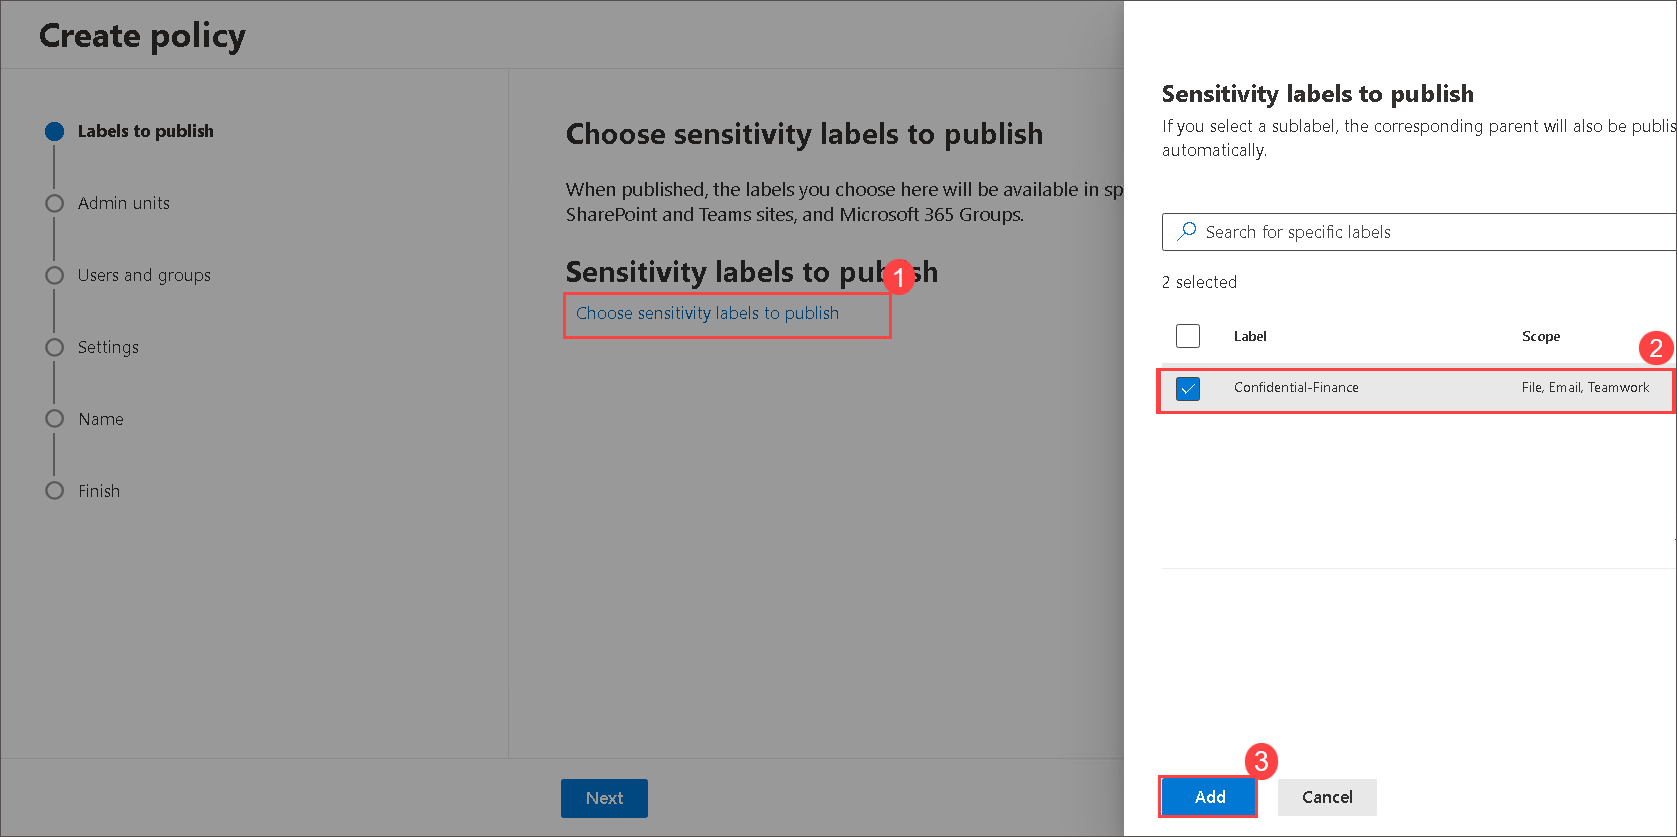 Create policy
Labels to publish
Admin units
Users and groups
Settings
Name
Finish
Choose sensitivity labels to publish
When published, the labels you choose here will be available in sp
SharePoint and Teams sites, and Microsoft 365 Groups.
Sensitivity labels to publish
1
Choose sensitivity labels to publish
Next
Sensitivity labels to publish
If you select a sublabel, the corresponding parent will also be publis
automatically.
Search for specific labels
2 selected
Label Scope
2
Confidential-Finance File, Email, Teamwork
3
Add Cancel